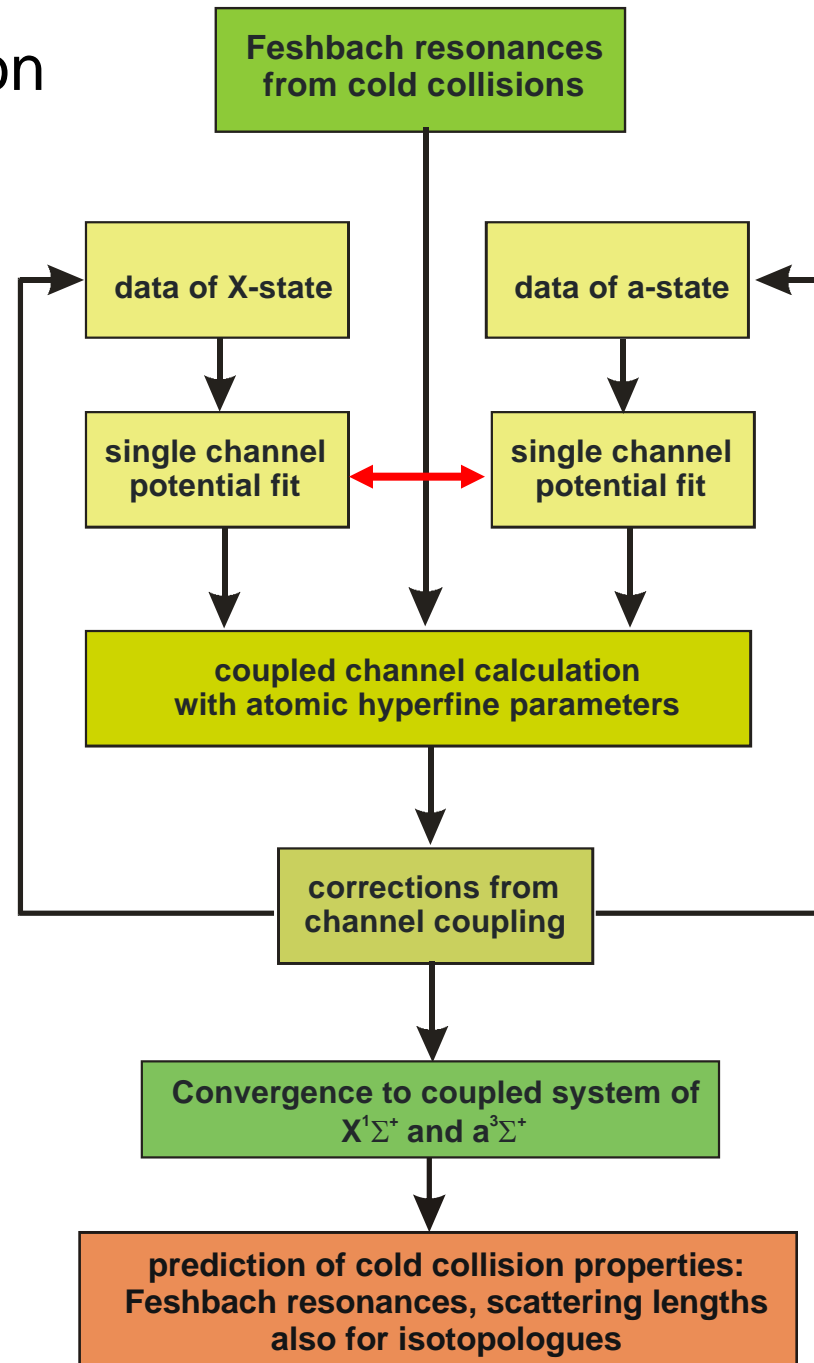 on
Feshbach resonances
from cold collisions
data of X-state
data of a-state
single channel
potential fit
single channel
potential fit
coupled channel calculation
with atomic hyperfine parameters
corrections from
channel coupling
Convergence to coupled system of
X¹Σ⁺ and a³Σ⁺
prediction of cold collision properties:
Feshbach resonances, scattering lengths
also for isotopologues